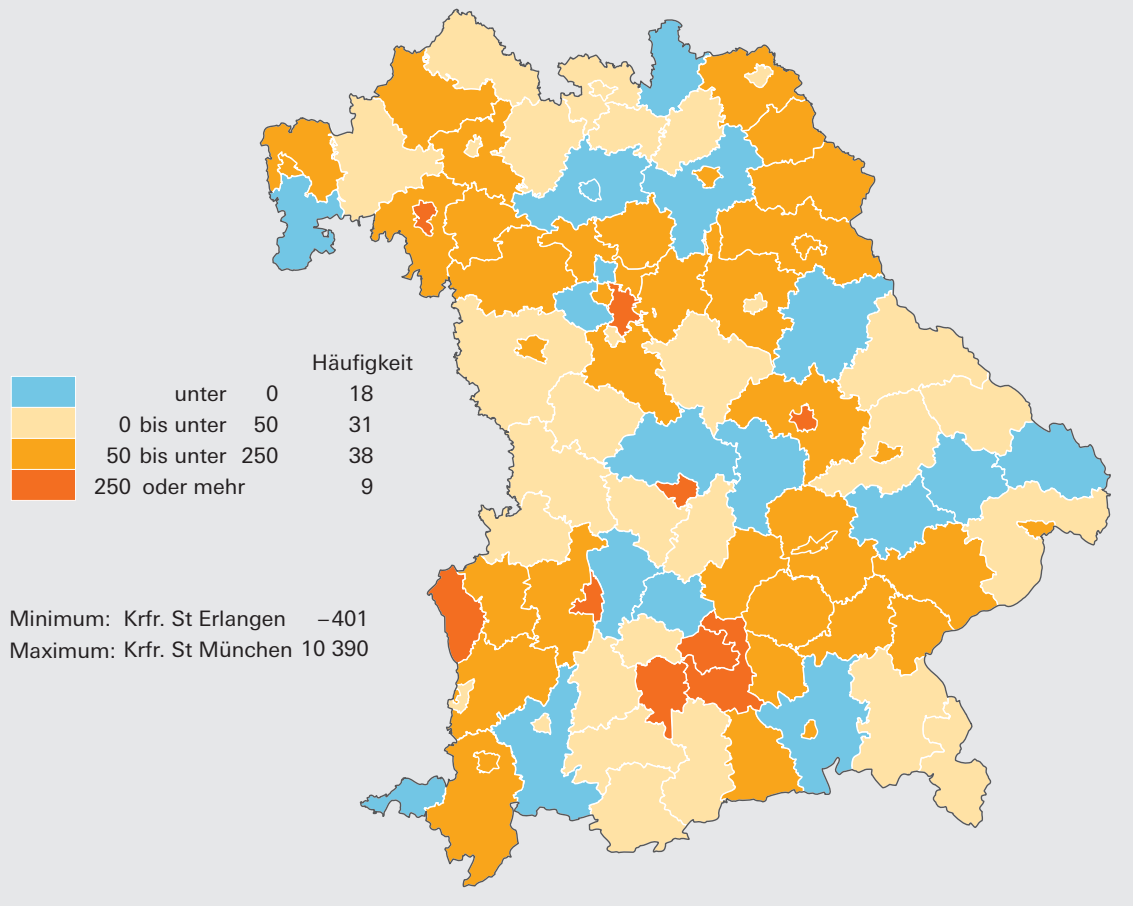 Häufigkeit
unter 0 18
0 bis unter 50 31
50 bis unter 250 38
250 oder mehr 9
Minimum: Krfr. St Erlangen –401
Maximum: Krfr. St München 10 390